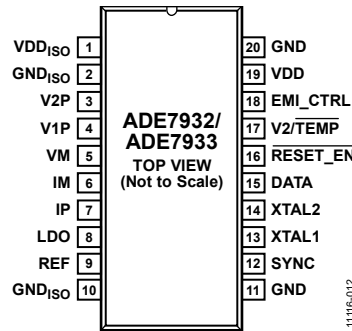 VDDISO 1
GNDISO 2
V2P 3
V1P 4
VM 5
IM 6
IP 7
LDO 8
REF 9
GNDISO 10
ADE7932/
ADE7933
TOP VIEW
(Not to Scale)
20 GND
19 VDD
18 EMI_CTRL
17 V2/TEMP
16 RESET_EN
15 DATA
14 XTAL2
13 XTAL1
12 SYNC
11 GND
11116-012